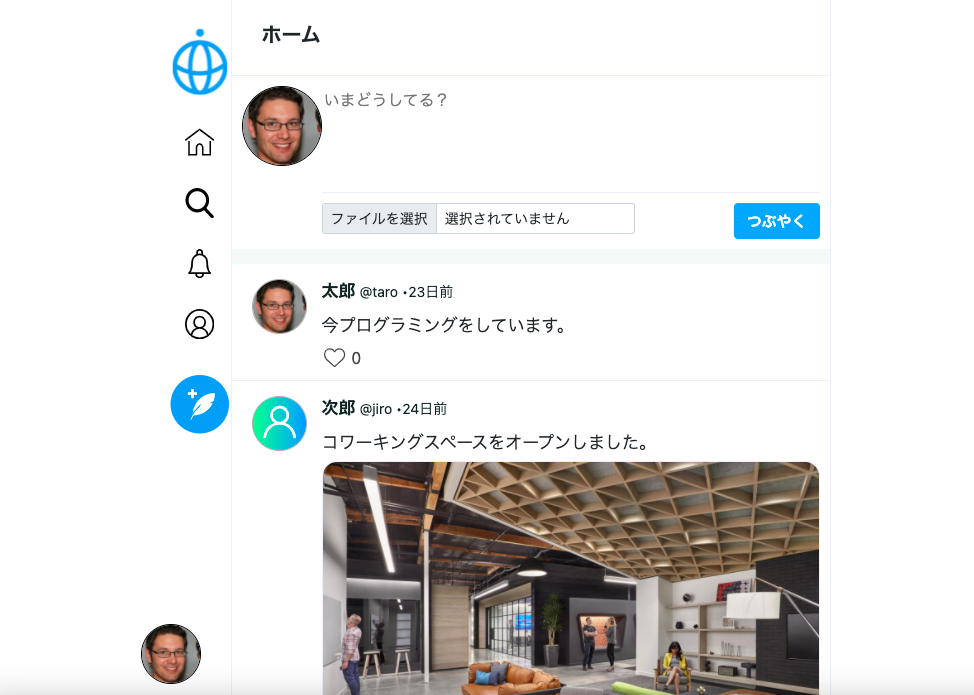 ホーム
いまどうしてる？
ファイルを選択 選択されていません
つぶやく
太郎 @taro ・23日前
今プログラミングをしています。
0
次郎 @jiro ・24日前
コワーキングスペースをオープンしました。